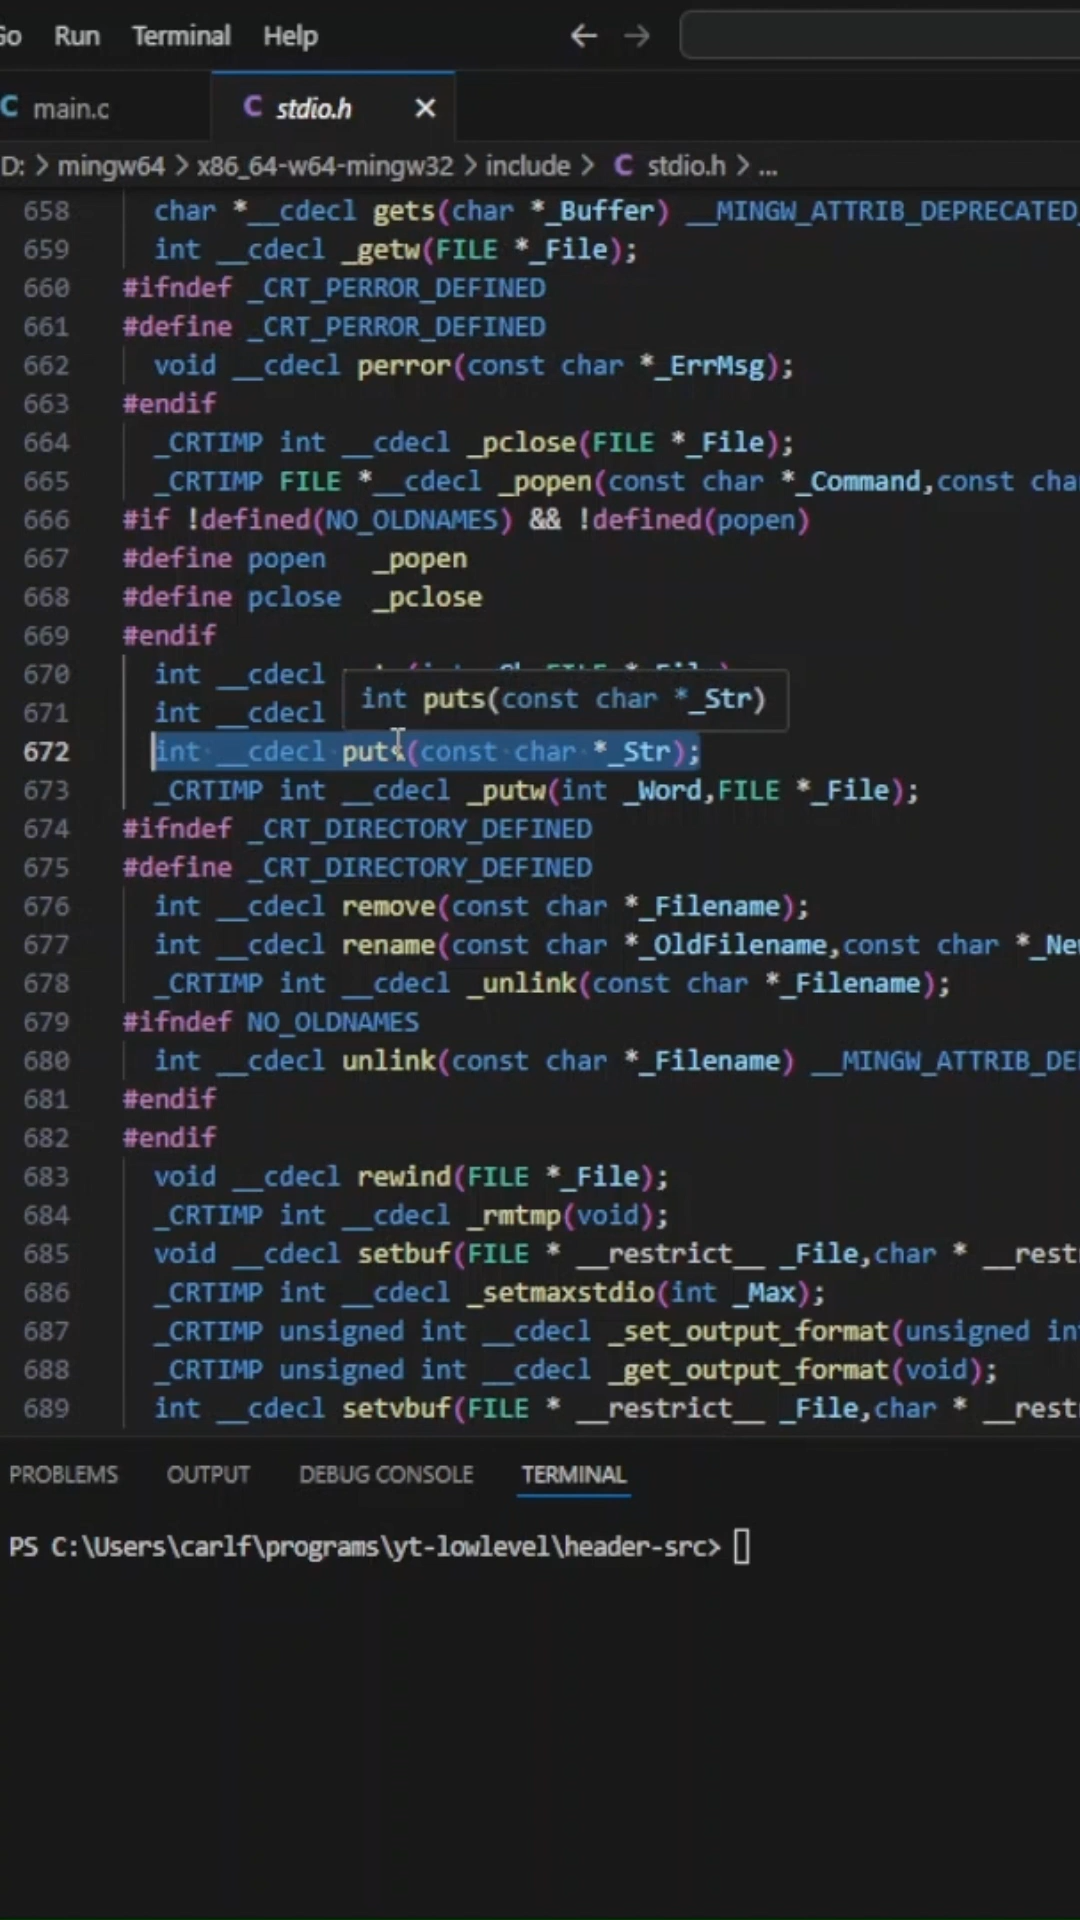 Go Run Terminal Help
main.c stdio.h
D: > mingw64 > x86_64-w64-mingw32 > include > C stdio.h > ...
658 char *__cdecl gets(char *_Buffer) __MINGW_ATTRIB_DEPRECATED_
659 int __cdecl _getw(FILE *_File);
660 #ifndef _CRT_PERROR_DEFINED
661 #define _CRT_PERROR_DEFINED
662 void __cdecl perror(const char *_ErrMsg);
663 #endif
664 _CRTIMP int __cdecl _pclose(FILE *_File);
665 _CRTIMP FILE *__cdecl _popen(const char *_Command,const cha
666 #if !defined(NO_OLDNAMES) && !defined(popen)
667 #define popen _popen
668 #define pclose _pclose
669 #endif
670 int __cdecl
int puts(const char *_Str)
671 int __cdecl
672 int __cdecl puts(const char *_Str);
673 _CRTIMP int __cdecl _putw(int _Word,FILE *_File);
674 #ifndef _CRT_DIRECTORY_DEFINED
675 #define _CRT_DIRECTORY_DEFINED
676 int __cdecl remove(const char *_Filename);
677 int __cdecl rename(const char *_OldFilename,const char *_Ne
678 _CRTIMP int __cdecl _unlink(const char *_Filename);
679 #ifndef NO_OLDNAMES
680 int __cdecl unlink(const char *_Filename) __MINGW_ATTRIB_DE
681 #endif
682 #endif
683 void __cdecl rewind(FILE *_File);
684 _CRTIMP int __cdecl _rmtmp(void);
685 void __cdecl setbuf(FILE * __restrict__ _File,char * __rest
686 _CRTIMP int __cdecl _setmaxstdio(int _Max);
687 _CRTIMP unsigned int __cdecl _set_output_format(unsigned in
688 _CRTIMP unsigned int __cdecl _get_output_format(void);
689 int __cdecl setvbuf(FILE * __restrict__ _File,char * __rest
PROBLEMS OUTPUT DEBUG CONSOLE TERMINAL
PS C:\Users\carlf\programs\yt-lowlevel\header-src>